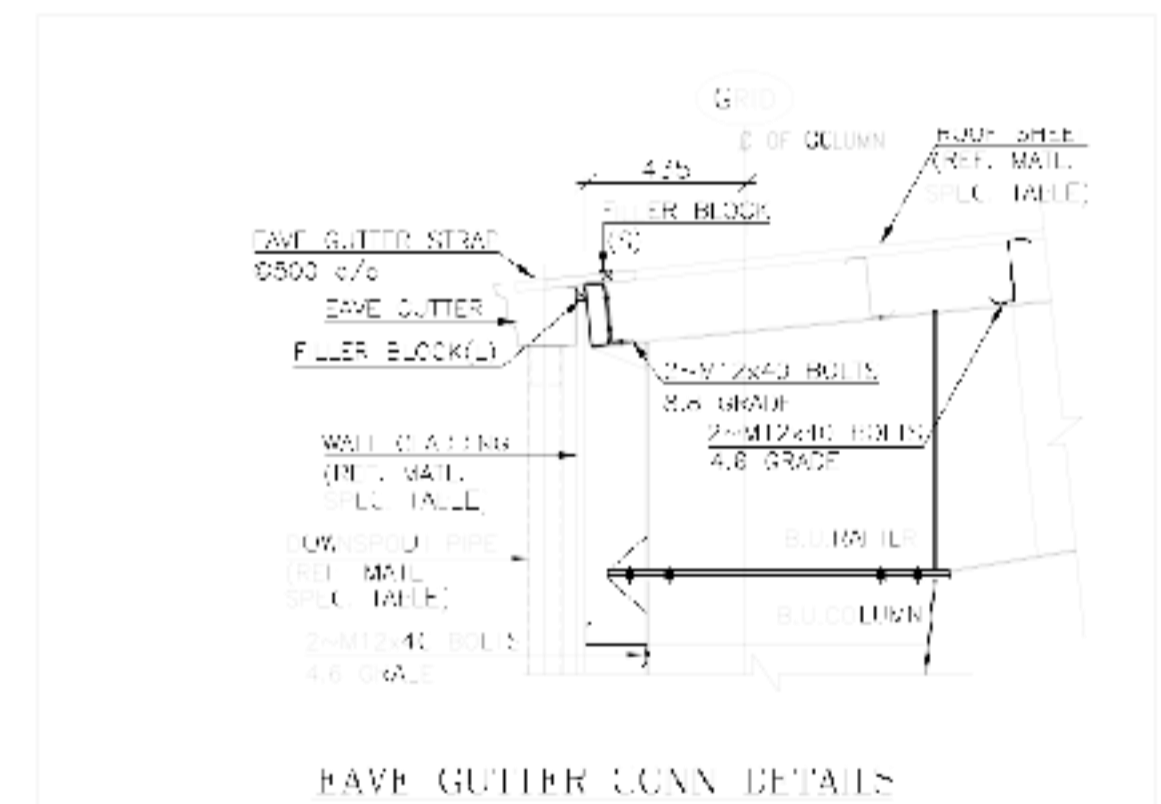 GRID
C OF COLUMN
ROOF SHEET
(REF. MATL.
SPEC. TABLE)
475
FILLER BLOCK
(S)
EAVE GUTTER STRAP
@500 c/c
EAVE GUTTER
FILLER BLOCK(L)
2~M12x40 BOLTS
8.8 GRADE
2~M12x40 BOLTS
4.6 GRADE
WALL CLADDING
(REF. MATL.
SPEC. TABLE)
DOWNSPOUT PIPE
(REF. MATL.
SPEC. TABLE)
B.U.RAFTER
B.U.COLUMN
2~M12x40 BOLTS
4.6 GRADE
EAVE GUTTER CONN DETAILS